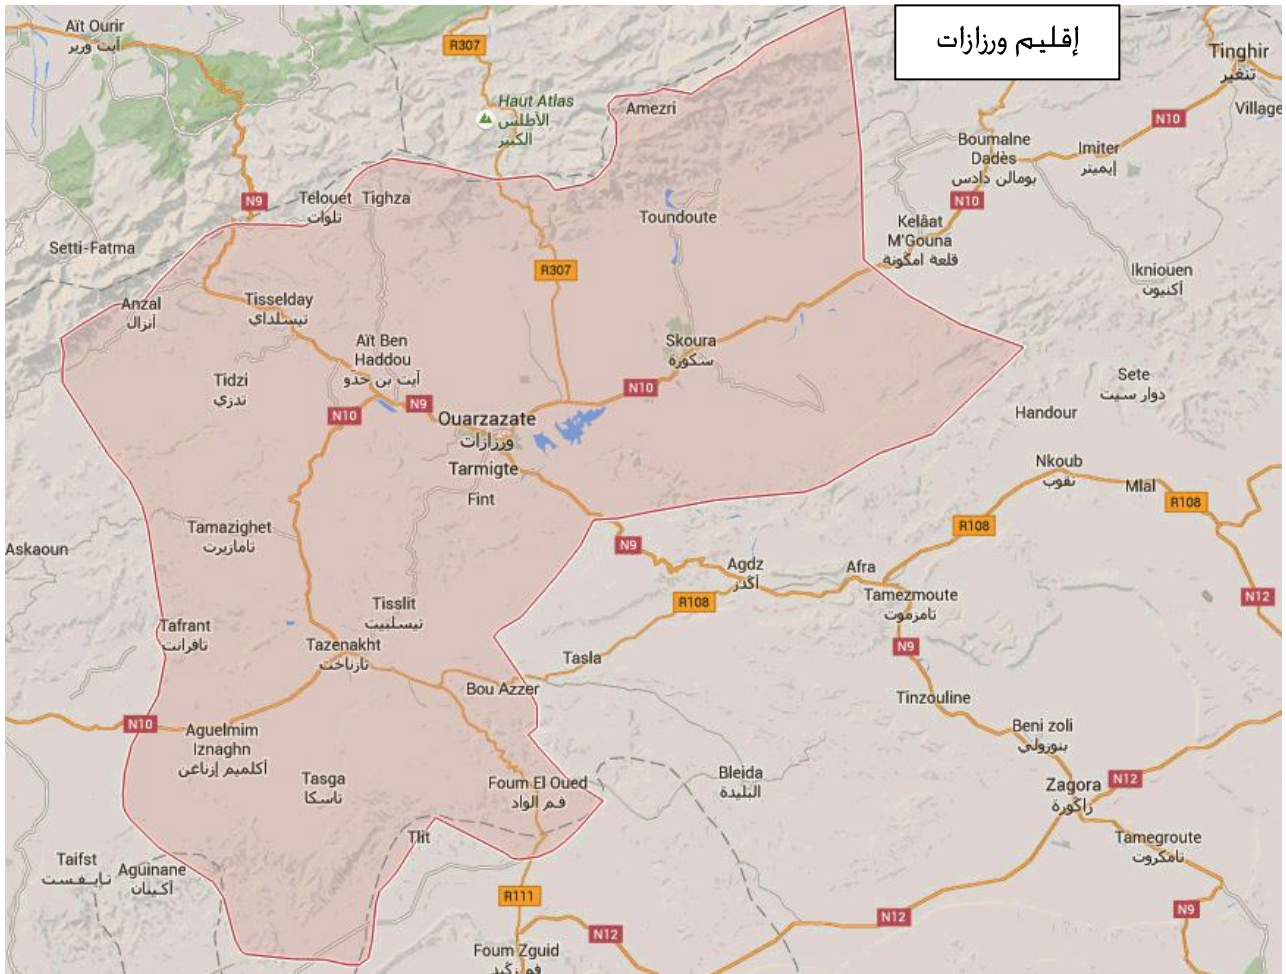 إقليم ورزازات
Aït Ourir
آيت ورير
R307
Haut Atlas
الأطلس
الكبير
Amezri
Tinghir
تنغير
Village
N10
Boumalne
Dadès
بومالن دادس
Imiter
إيميتر
N10
N9
Telouet
تلوات
Tighza
Toundoute
Kelâat
M'Gouna
قلعة امڭونة
Setti-Fatma
R307
Ikniouen
أكنيون
Anzal
أنزال
Tisselday
تيسلداي
Aït Ben
Haddou
آيت بن حدو
Skoura
سكورة
Tidzi
تدزي
N10
N9
N10
Sete
دوار سيت
Handour
Ouarzazate
ورزازات
Tarmigte
Fint
Nkoub
نقوب
Mlal
R108
R108
Tamazighet
تامازيرت
Askaoun
N9
Agdz
أڭدز
Afra
R108
Tamezmoute
تامزموت
N12
Tisslit
تيسليت
Tafrant
تافرانت
Tazenakht
تازناخت
N9
Tasla
Bou Azzer
Tinzouline
N10
Aguelmim
Iznaghn
أكلميم إزناغن
Beni zoli
بنوزولي
Tasga
تاسكا
Foum El Oued
فم الواد
Bleida
البليدة
Zagora
زاڭورة
N12
Tlit
Tamegroute
تامكروت
Taifst
تايفست
Aguinane
أكينان
R111
N12
N12
N9
Foum Zguid
فم زڭيد